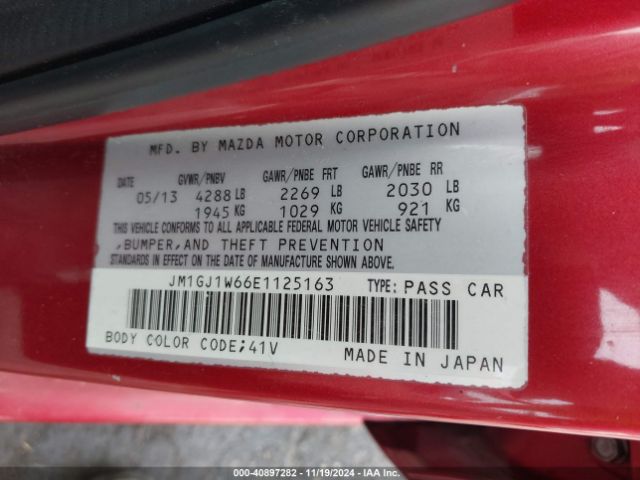 MFD. BY MAZDA MOTOR CORPORATION
DATE GVWR/PNBV GAWR/PNBE FRT GAWR/PNBE RR
05/13 4288 LB 2269 LB 2030 LB
1945 KG 1029 KG 921 KG
THIS VEHICLE CONFORMS TO ALL APPLICABLE FEDERAL MOTOR VEHICLE SAFETY
,BUMPER,AND THEFT PREVENTION
STANDARDS IN EFFECT ON THE DATE OF MANUFACTURE SHOWN ABOVE.
JM1GJ1W66E1125163 TYPE: PASS CAR
BODY COLOR CODE;41V MADE IN JAPAN
000-40897282 - 11/19/2024 - IAA Inc.